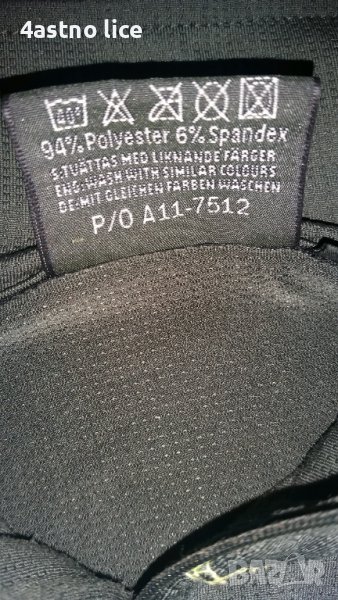 4astno lice
40°
94% Polyester 6% Spandex
S:TVÄTTAS MED LIKNANDE FÄRGER
ENG:WASH WITH SIMILAR COLOURS
DE:MIT GLEICHEN FARBEN WASCHEN
P/O A11-7512
BAZAR